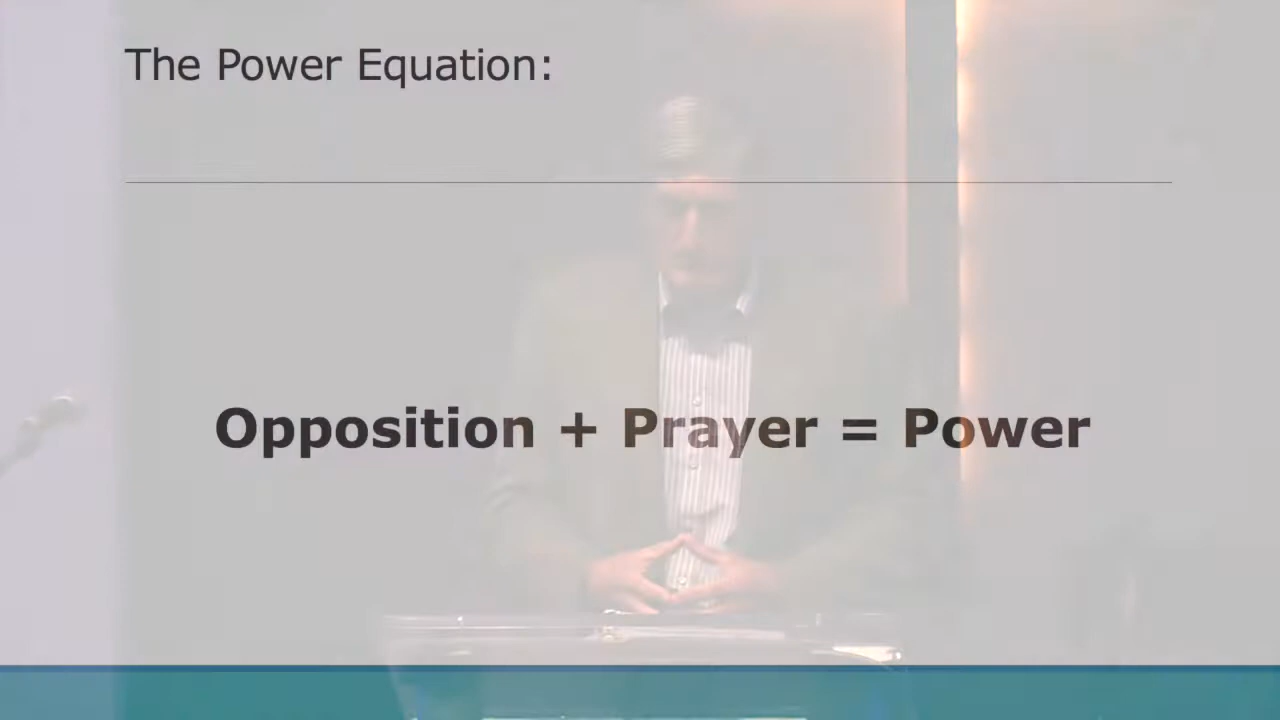 The Power Equation:
Opposition + Prayer = Power